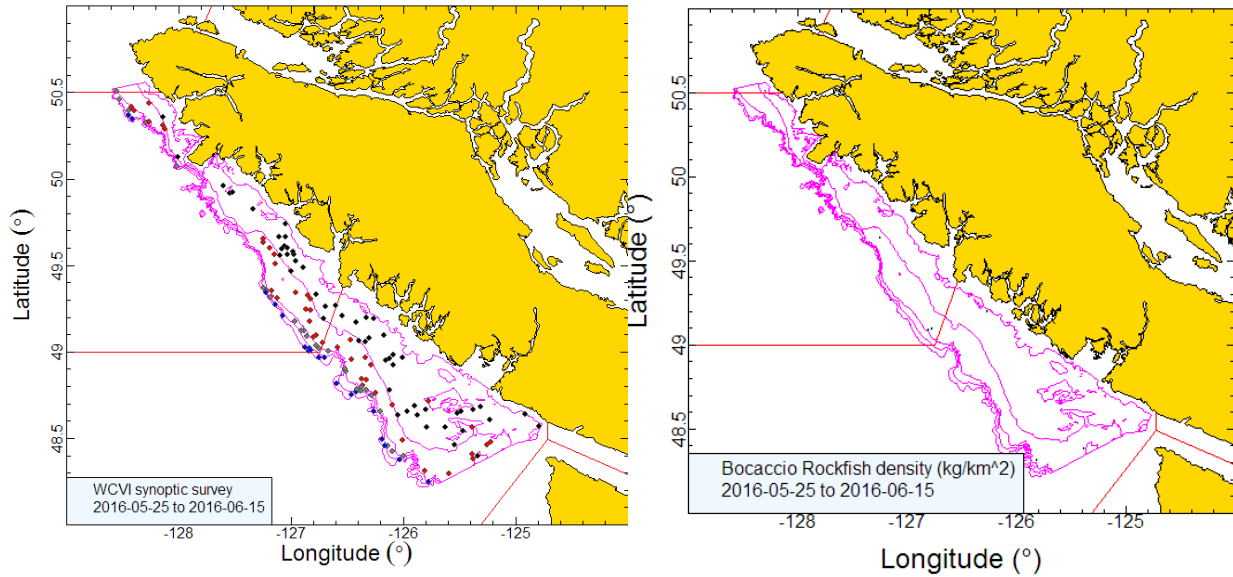 50.5
50
49.5
49
48.5
Latitude (°)
WCVI synoptic survey
2016-05-25 to 2016-06-15
-128
-127
-126
-125
Longitude (°)
50.5
50
49.5
49
48.5
Latitude (°)
Bocaccio Rockfish density (kg/km^2)
2016-05-25 to 2016-06-15
-128
-127
-126
-125
Longitude (°)